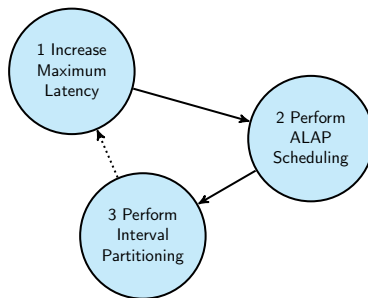 1 Increase
Maximum
Latency
2 Perform
ALAP
Scheduling
3 Perform
Interval
Partitioning